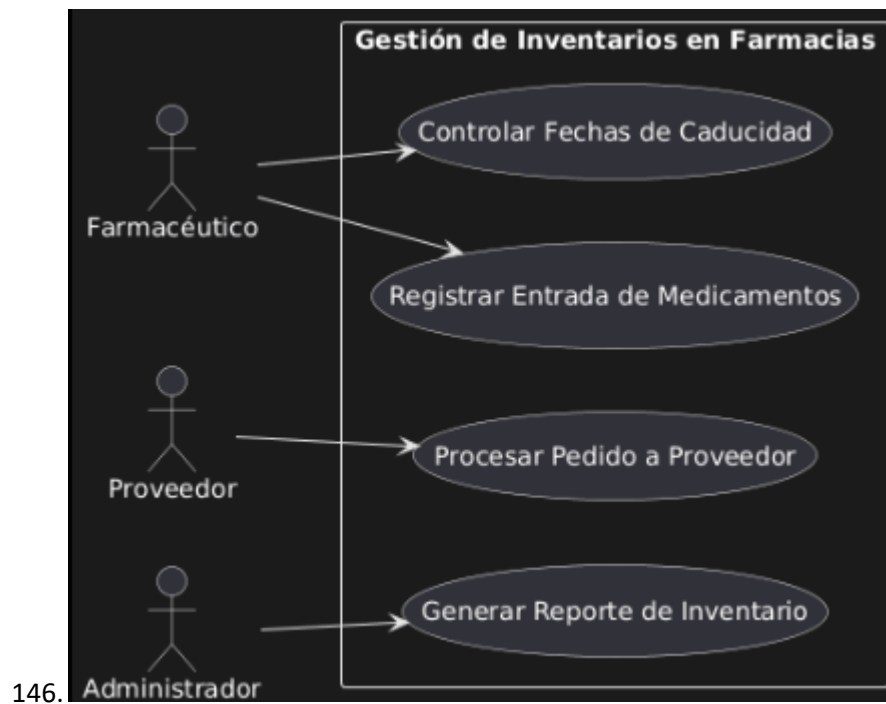 Gestión de Inventarios en Farmacias
Controlar Fechas de Caducidad
Farmacéutico
Registrar Entrada de Medicamentos
Procesar Pedido a Proveedor
Proveedor
Generar Reporte de Inventario
146.
Administrador